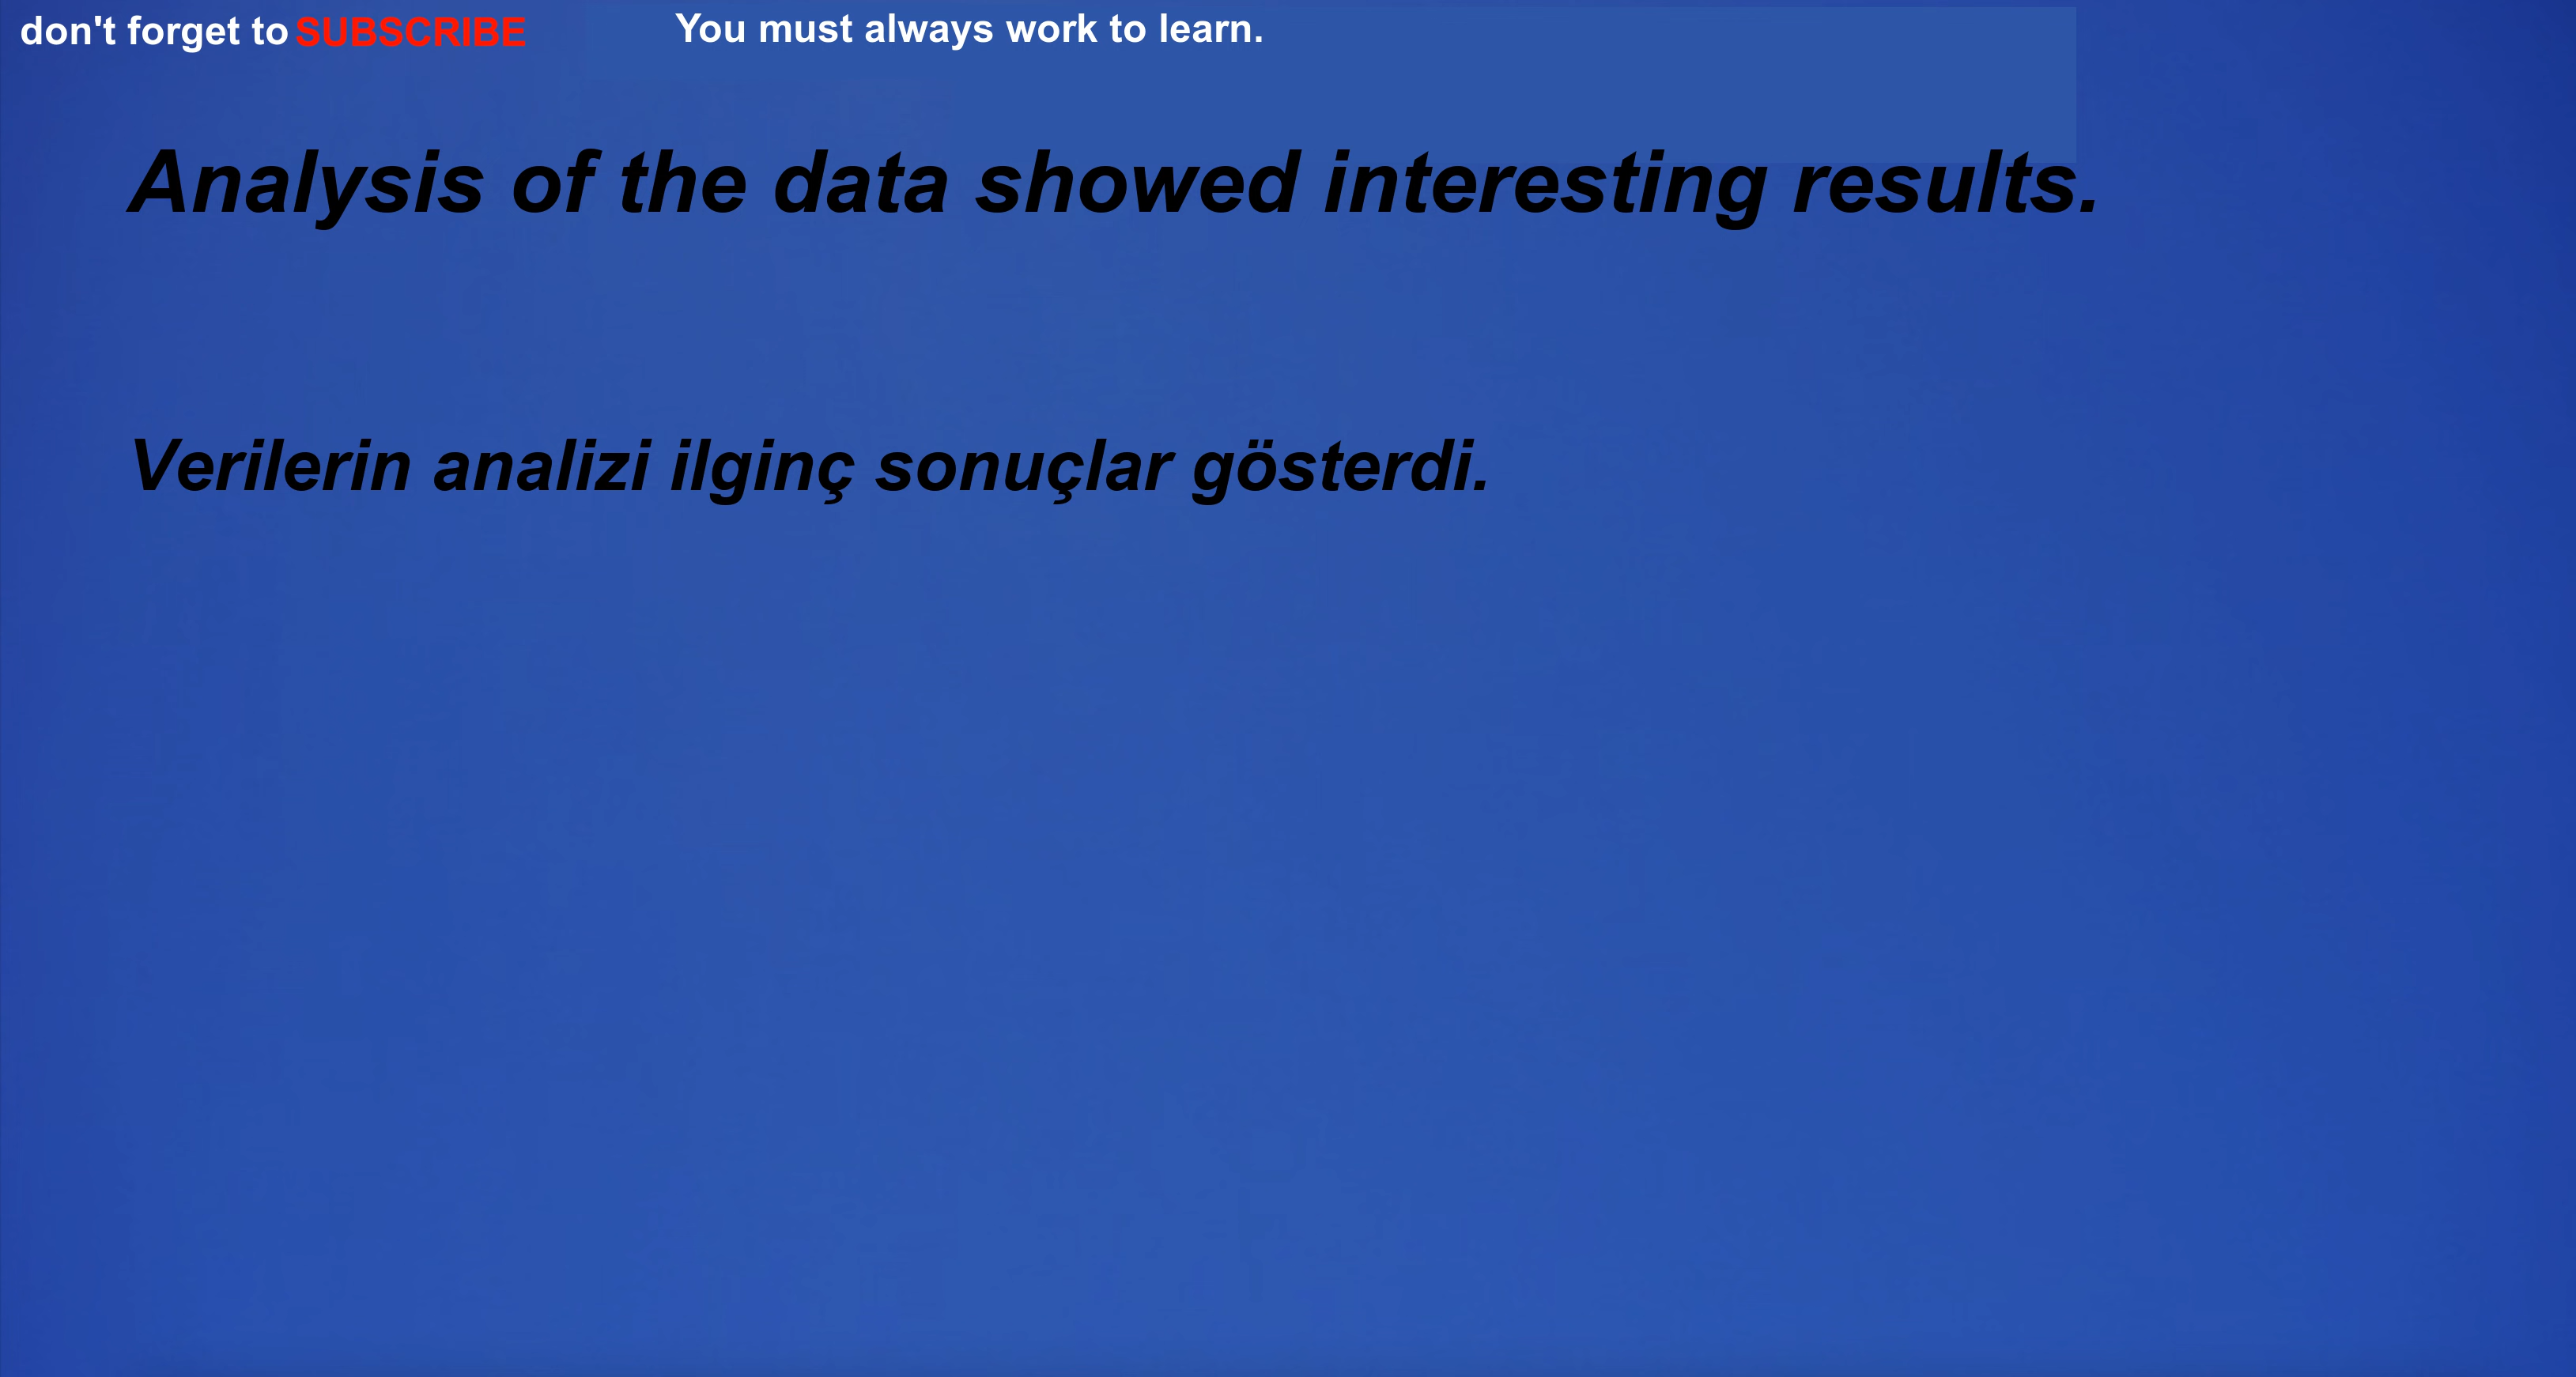 don't forget to SUBSCRIBE You must always work to learn.
Analysis of the data showed interesting results.
Verilerin analizi ilginç sonuçlar gösterdi.